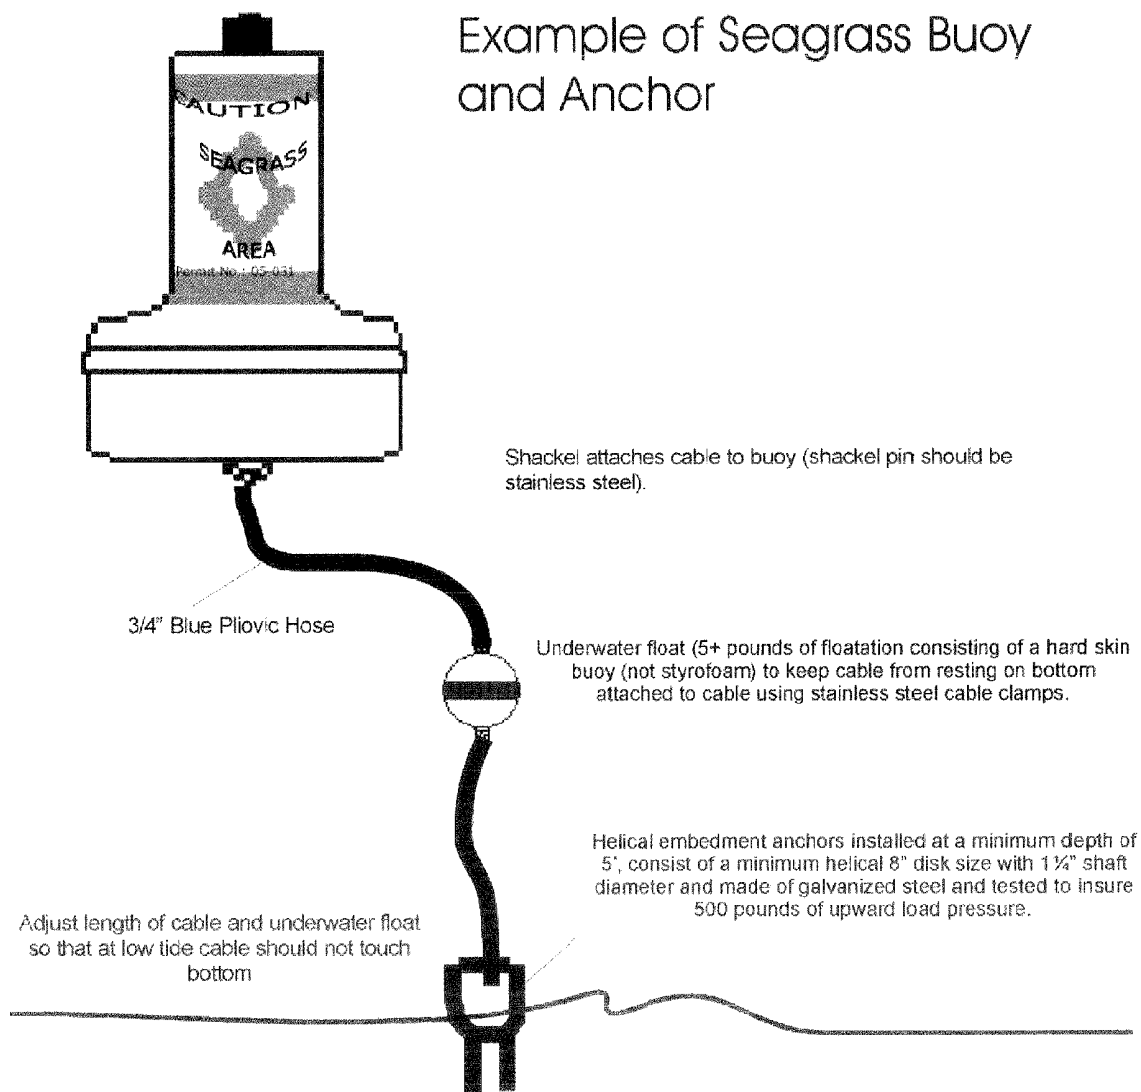 Example of Seagrass Buoy
and Anchor
CAUTION
SEAGRASS
AREA
Permit No.: 05-031
Shackel attaches cable to buoy (shackel pin should be
stainless steel).
3/4" Blue Pliovic Hose
Underwater float (5+ pounds of floatation consisting of a hard skin
buoy (not styrofoam) to keep cable from resting on bottom
attached to cable using stainless steel cable clamps.
Helical embedment anchors installed at a minimum depth of
5', consist of a minimum helical 8" disk size with 1 ¼" shaft
diameter and made of galvanized steel and tested to insure
500 pounds of upward load pressure.
Adjust length of cable and underwater float
so that at low tide cable should not touch
bottom